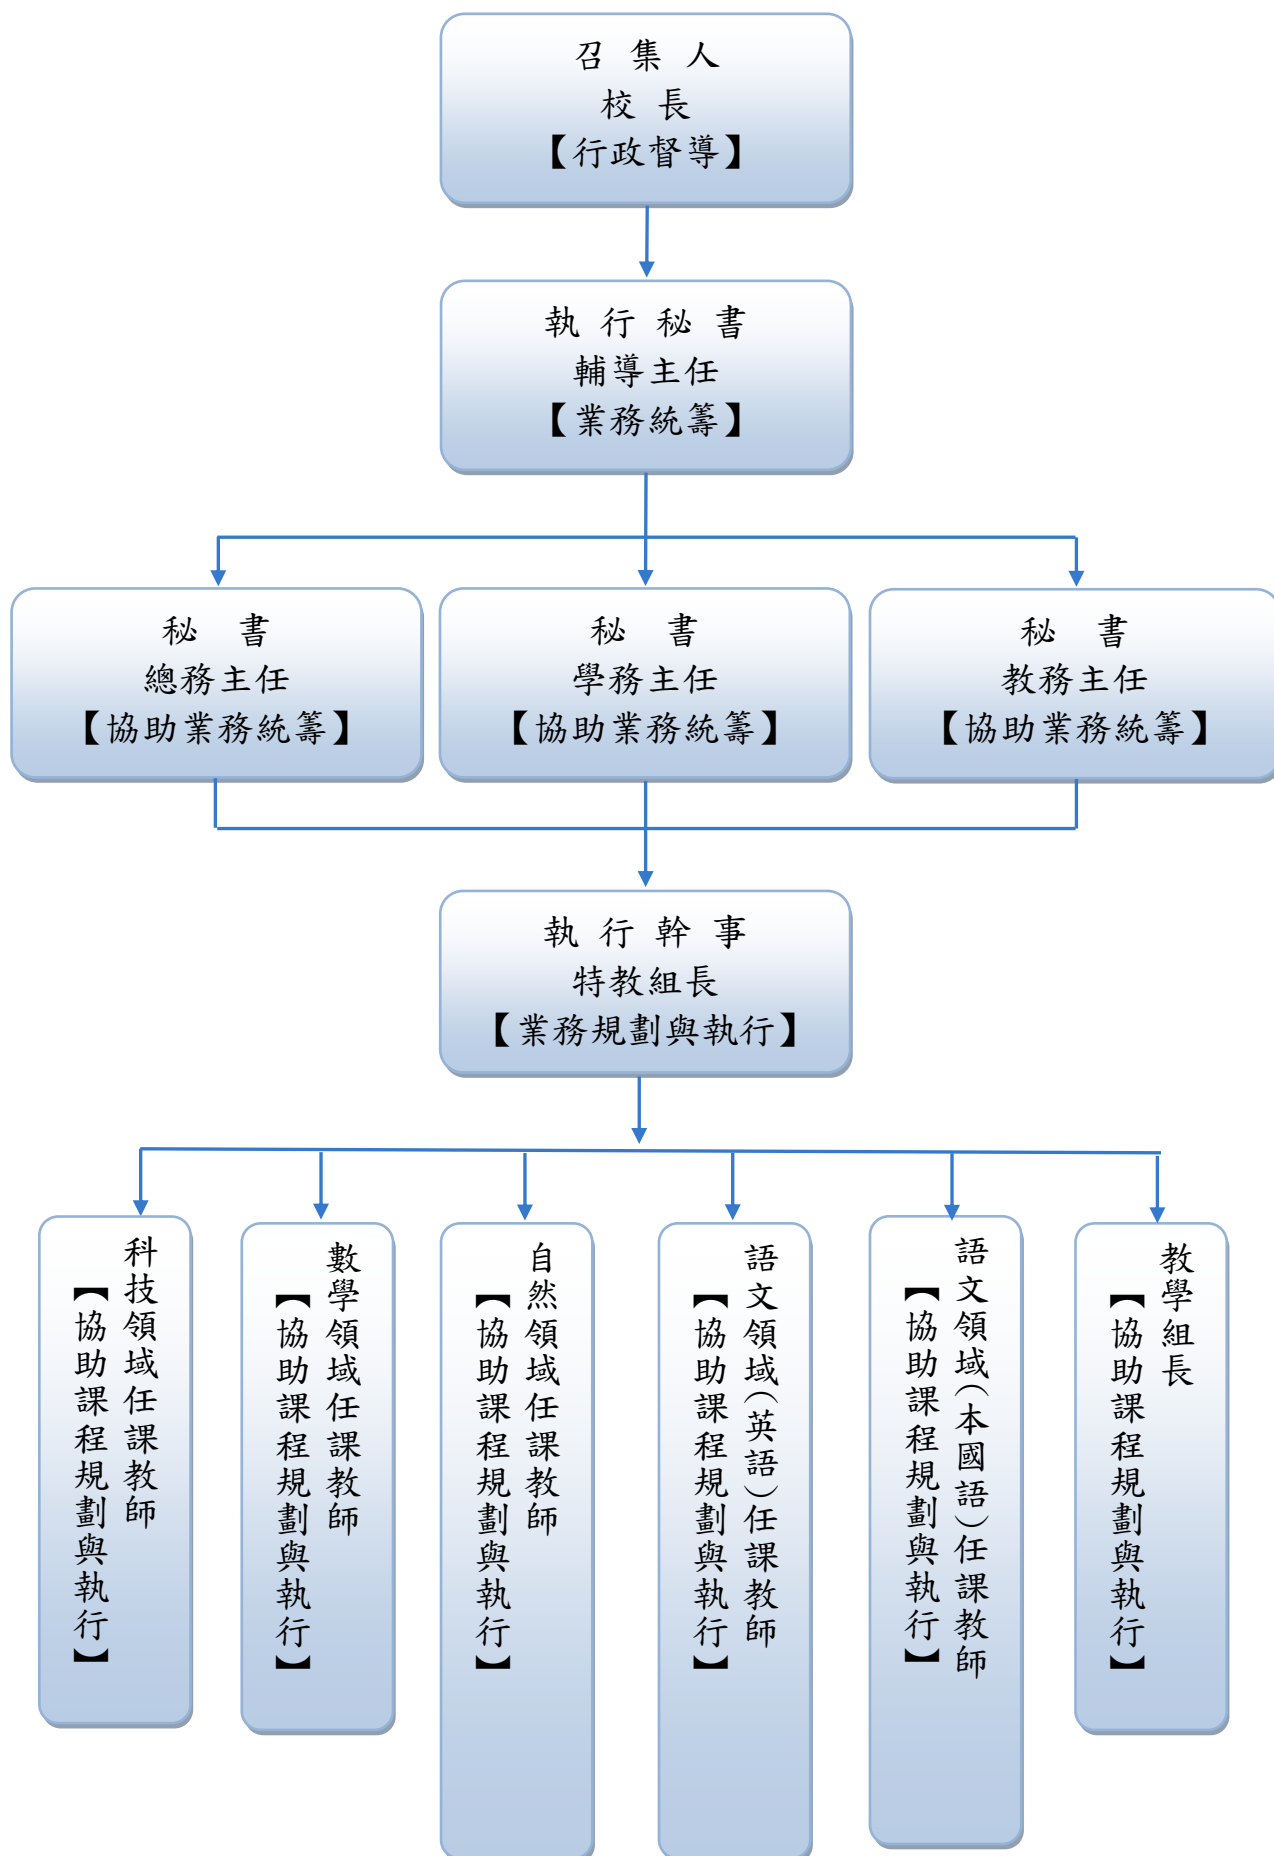 召集人
校長
【行政督導】
執行秘書
輔導主任
【業務統籌】
秘書
總務主任
【協助業務統籌】
秘書
學務主任
【協助業務統籌】
秘書
教務主任
【協助業務統籌】
執行幹事
特教組長
【業務規劃與執行】
教學組長
【協助課程規劃與執行】
語文領域(本國語)任課教師
【協助課程規劃與執行】
語文領域(英語)任課教師
【協助課程規劃與執行】
自然領域任課教師
【協助課程規劃與執行】
數學領域任課教師
【協助課程規劃與執行】
科技領域任課教師
【協助課程規劃與執行】